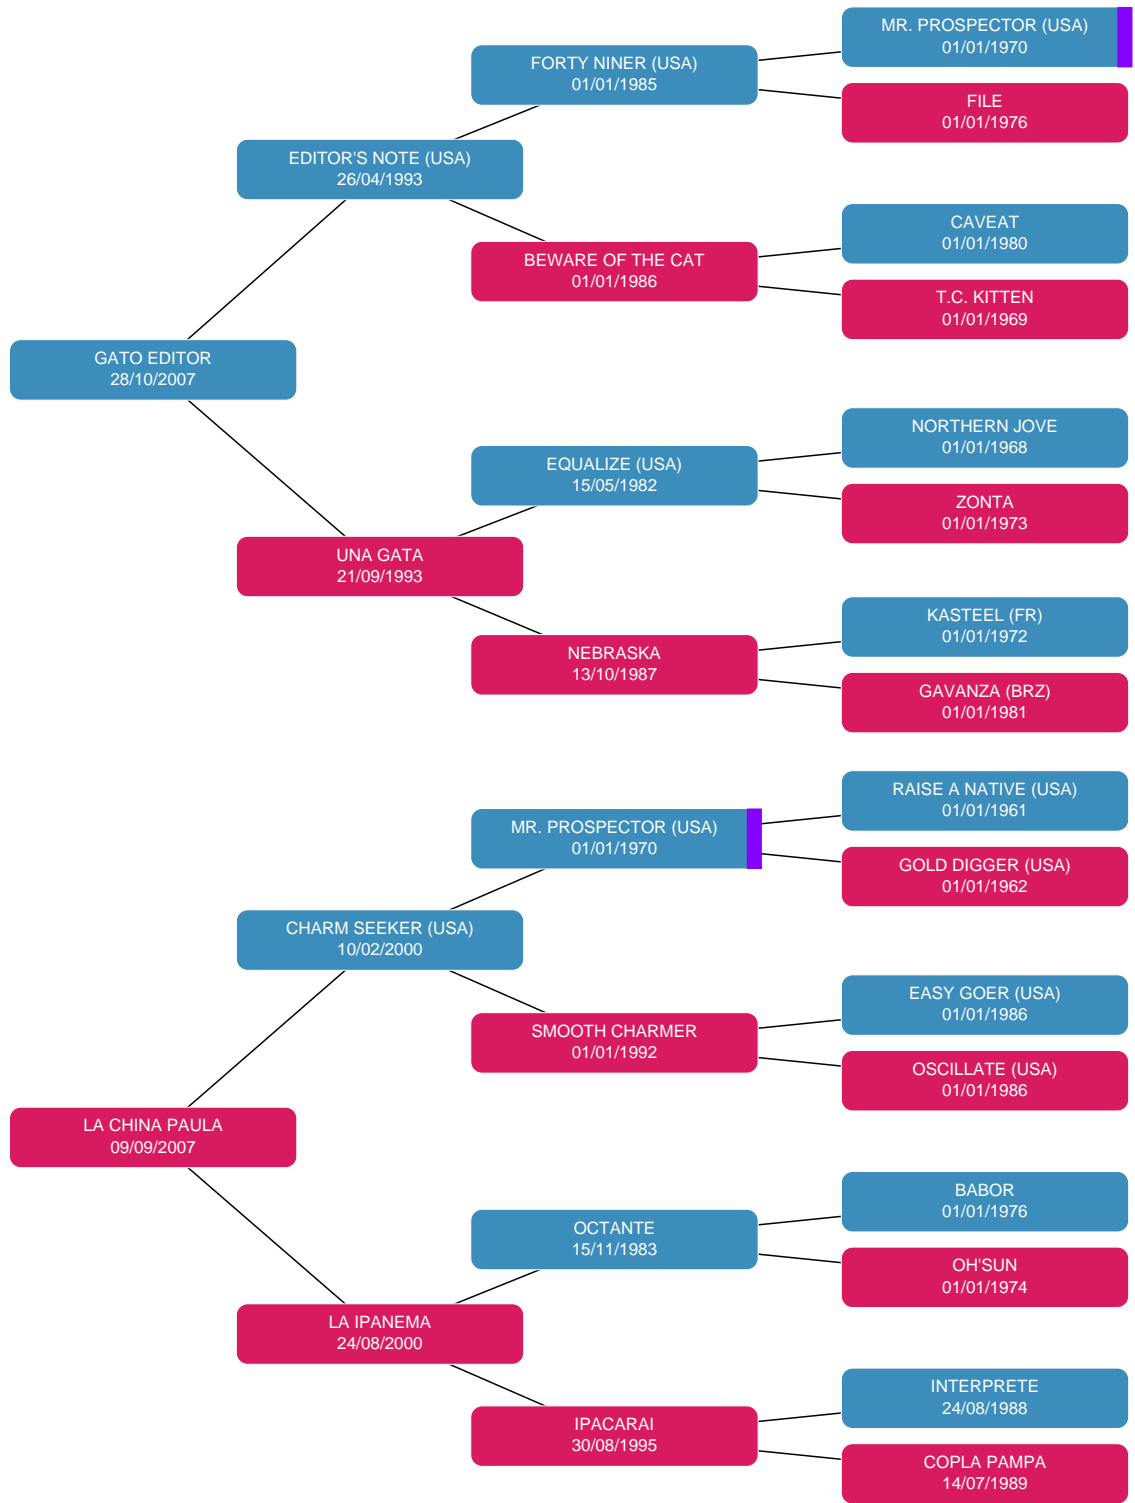 MR. PROSPECTOR (USA)
01/01/1970
FORTY NINER (USA)
01/01/1985
FILE
01/01/1976
EDITOR'S NOTE (USA)
26/04/1993
CAVEAT
01/01/1980
BEWARE OF THE CAT
01/01/1986
T.C. KITTEN
01/01/1969
GATO EDITOR
28/10/2007
NORTHERN JOVE
01/01/1968
EQUALIZE (USA)
15/05/1982
ZONTA
01/01/1973
UNA GATA
21/09/1993
KASTEEL (FR)
01/01/1972
NEBRASKA
13/10/1987
GAVANZA (BRZ)
01/01/1981
RAISE A NATIVE (USA)
01/01/1961
MR. PROSPECTOR (USA)
01/01/1970
GOLD DIGGER (USA)
01/01/1962
CHARM SEEKER (USA)
10/02/2000
EASY GOER (USA)
01/01/1986
SMOOTH CHARMER
01/01/1992
OSCILLATE (USA)
01/01/1986
LA CHINA PAULA
09/09/2007
BABOR
01/01/1976
OCTANTE
15/11/1983
OH'SUN
01/01/1974
LA IPANEMA
24/08/2000
INTERPRETE
24/08/1988
IPACARAI
30/08/1995
COPLA PAMPA
14/07/1989